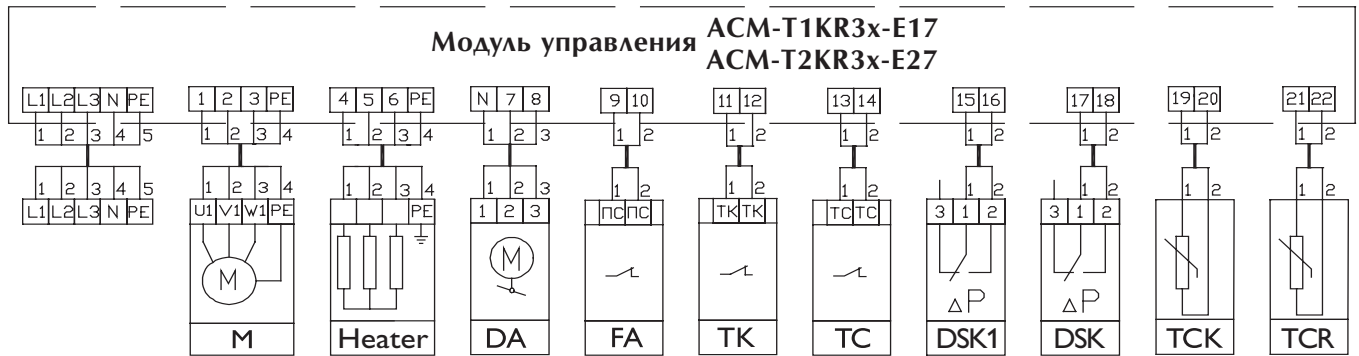 Модуль управления ACM-T1KR3x-E17
ACM-T2KR3x-E27
L1 L2 L3 N PE 1 2 3 PE 4 5 6 PE N 7 8 9 10 11 12 13 14 15 16 17 18 19 20 21 22
1 2 3 4 5 1 2 3 4 1 2 3 4 1 2 3 1 2 1 2 1 2 1 2 1 2 1 2 1 2
1 2 3 4 5 1 2 3 4 1 2 3 4 1 2 3 1 2 1 2 1 2 1 2 1 2 1 2 1 2
L1 L2 L3 N PE U1 V1 W1 PE PE 1 2 3 ПС ПС ТК ТК ТС ТС 3 1 2 3 1 2
M M
ΔP ΔP
M Heater DA FA TK TC DSK1 DSK TCK TCR